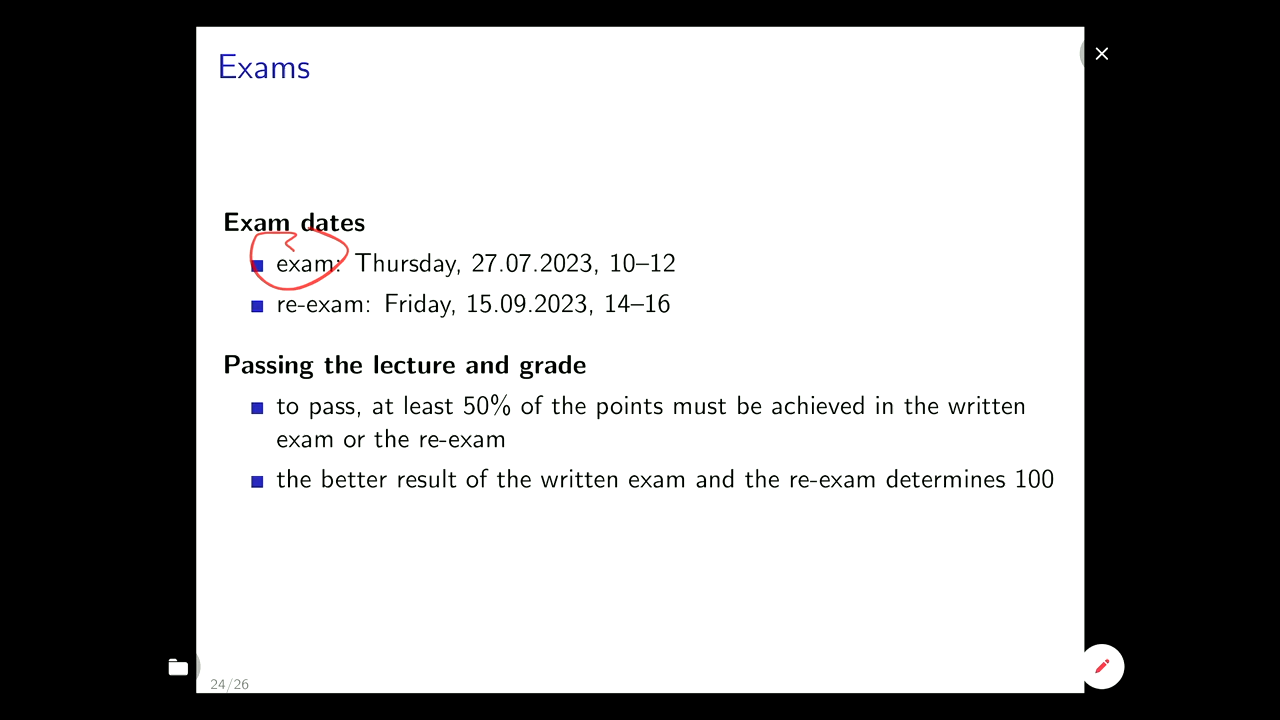 Exams
Exam dates
exam: Thursday, 27.07.2023, 10–12
re-exam: Friday, 15.09.2023, 14–16
Passing the lecture and grade
to pass, at least 50% of the points must be achieved in the written
exam or the re-exam
the better result of the written exam and the re-exam determines 100
24/26